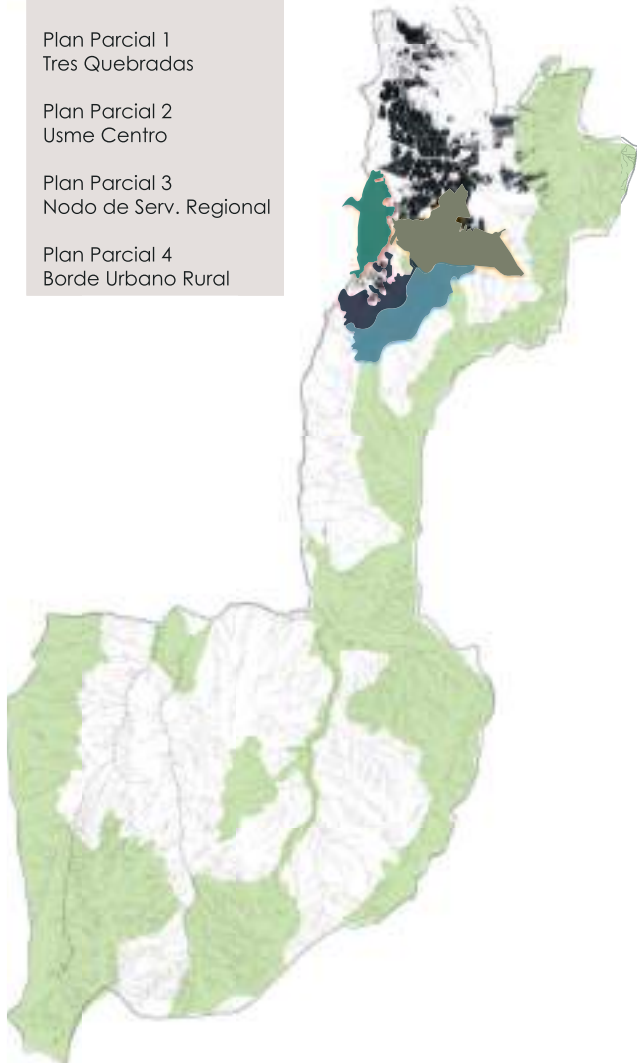 Plan Parcial 1
Tres Quebradas
Plan Parcial 2
Usme Centro
Plan Parcial 3
Nodo de Serv. Regional
Plan Parcial 4
Borde Urbano Rural